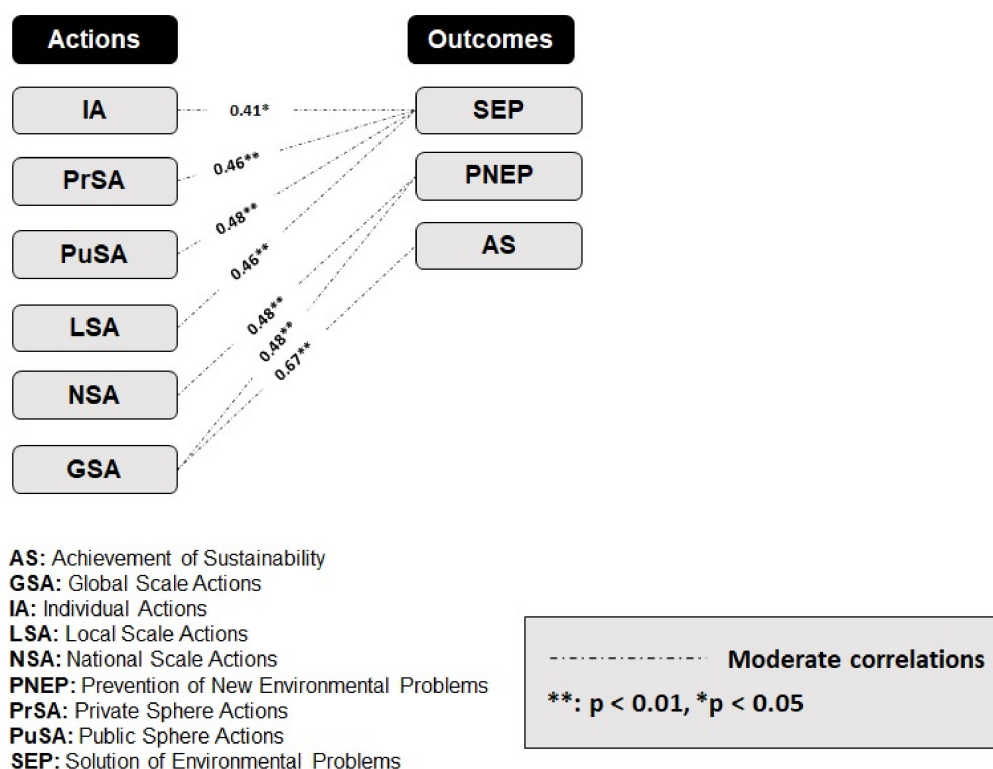 Actions
Outcomes
IA
0.41*
SEP
PrSA
0.46**
PNEP
PuSA
0.48**
AS
LSA
0.46**
NSA
0.48**
0.48**
0.67**
GSA
AS: Achievement of Sustainability
GSA: Global Scale Actions
IA: Individual Actions
LSA: Local Scale Actions
NSA: National Scale Actions
PNEP: Prevention of New Environmental Problems
PrSA: Private Sphere Actions
PuSA: Public Sphere Actions
SEP: Solution of Environmental Problems
Moderate correlations
**: p < 0.01, *p < 0.05